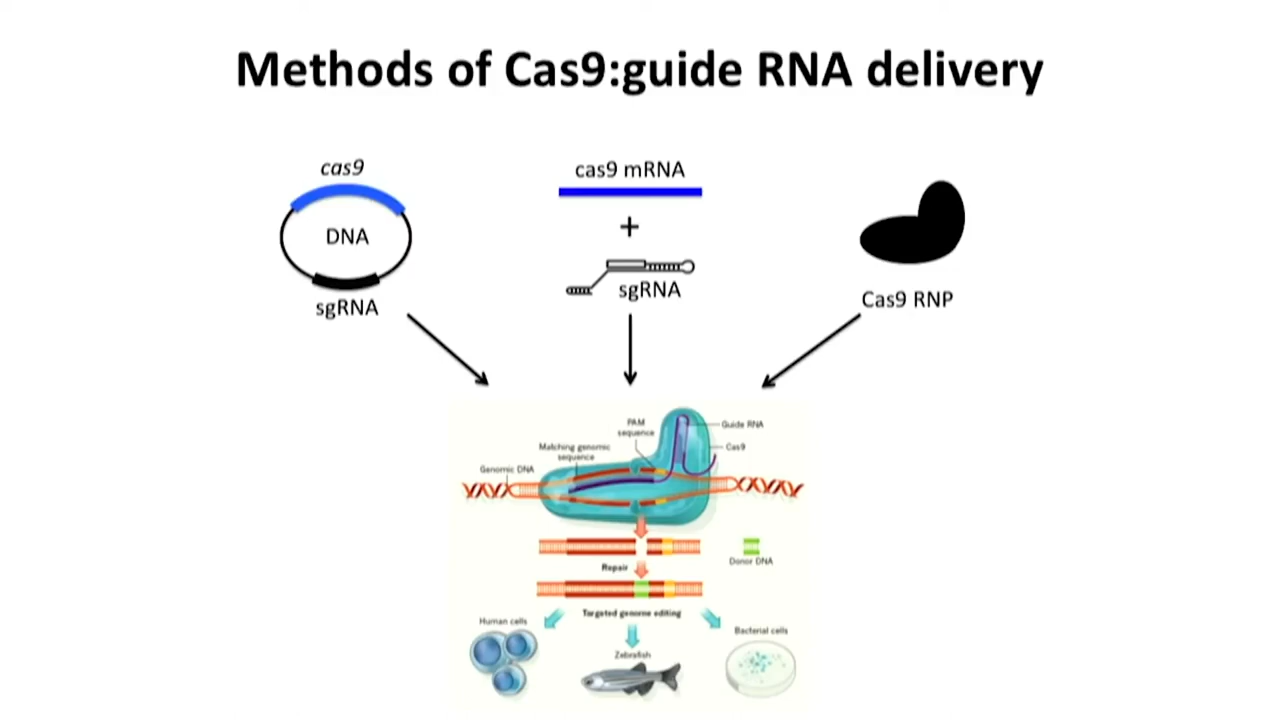 Methods of Cas9:guide RNA delivery
cas9
DNA
sgRNA
cas9 mRNA
+
sgRNA
Cas9 RNP
PAM
sequence
Guide RNA
Matching genomic
sequence
Cas9
Genomic DNA
Donor DNA
Repair
Targeted genome editing
Human cells
Zebrafish
Bacterial cells